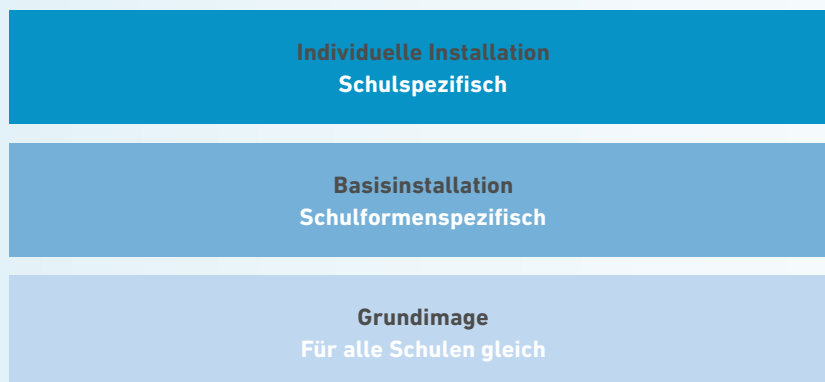 Individuelle Installation
Schulspezifisch
Basisinstallation
Schulformenspezifisch
Grundimage
Für alle Schulen gleich